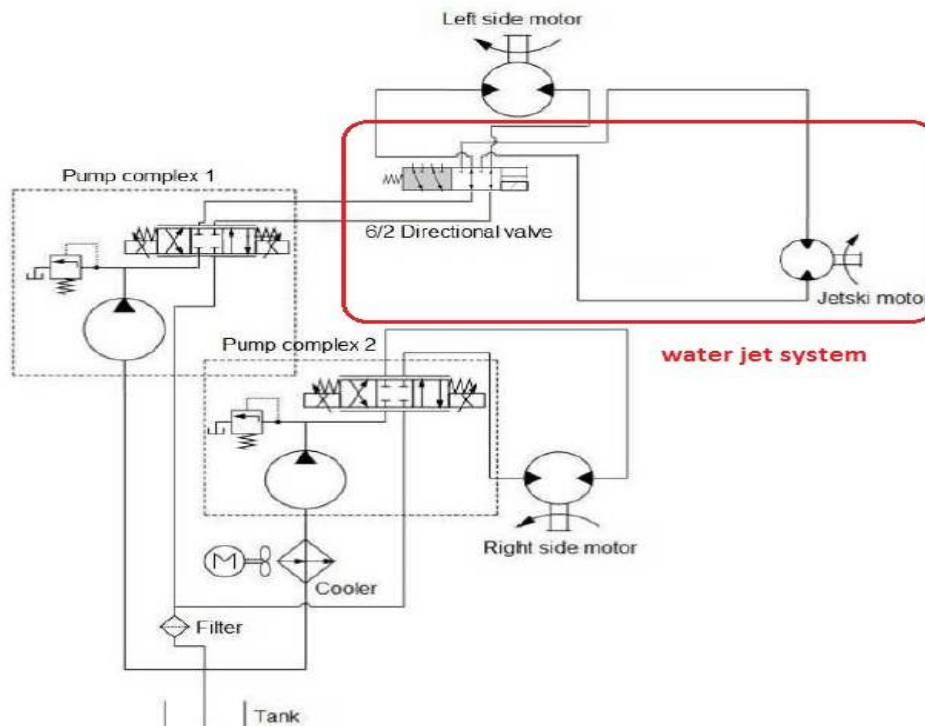 Left side motor
Pump complex 1
6/2 Directional valve
Jetski motor
Pump complex 2
water jet system
Right side motor
M
Cooler
Filter
Tank